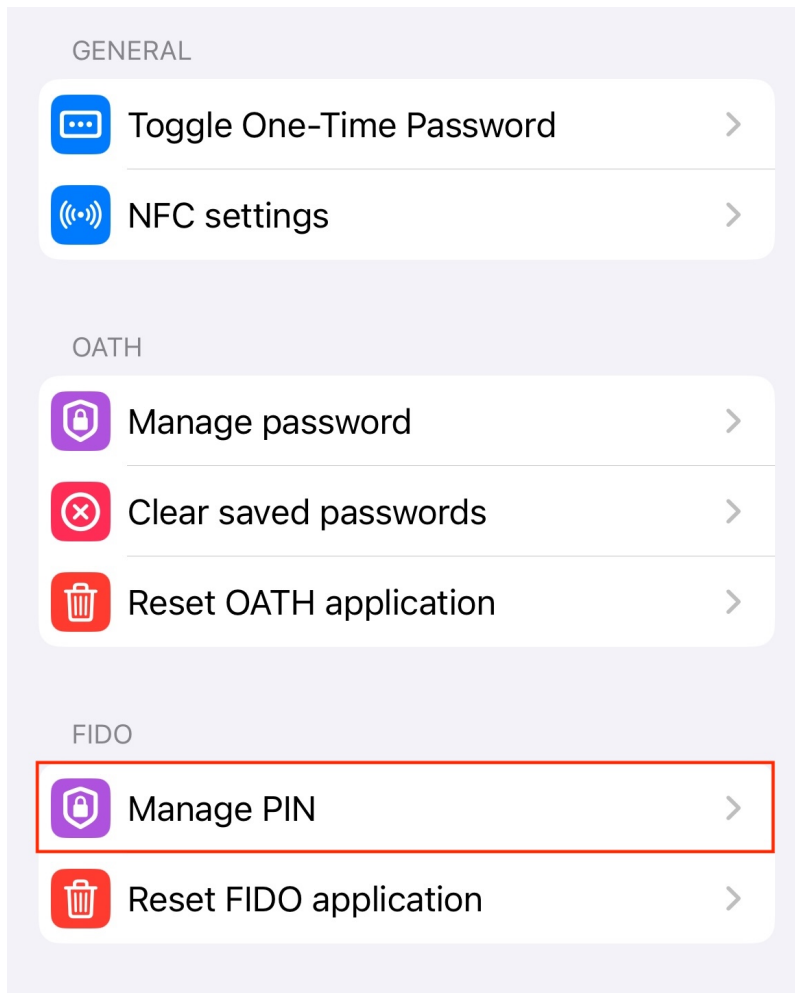 GENERAL
Toggle One-Time Password
NFC settings
OATH
Manage password
Clear saved passwords
Reset OATH application
FIDO
Manage PIN
Reset FIDO application